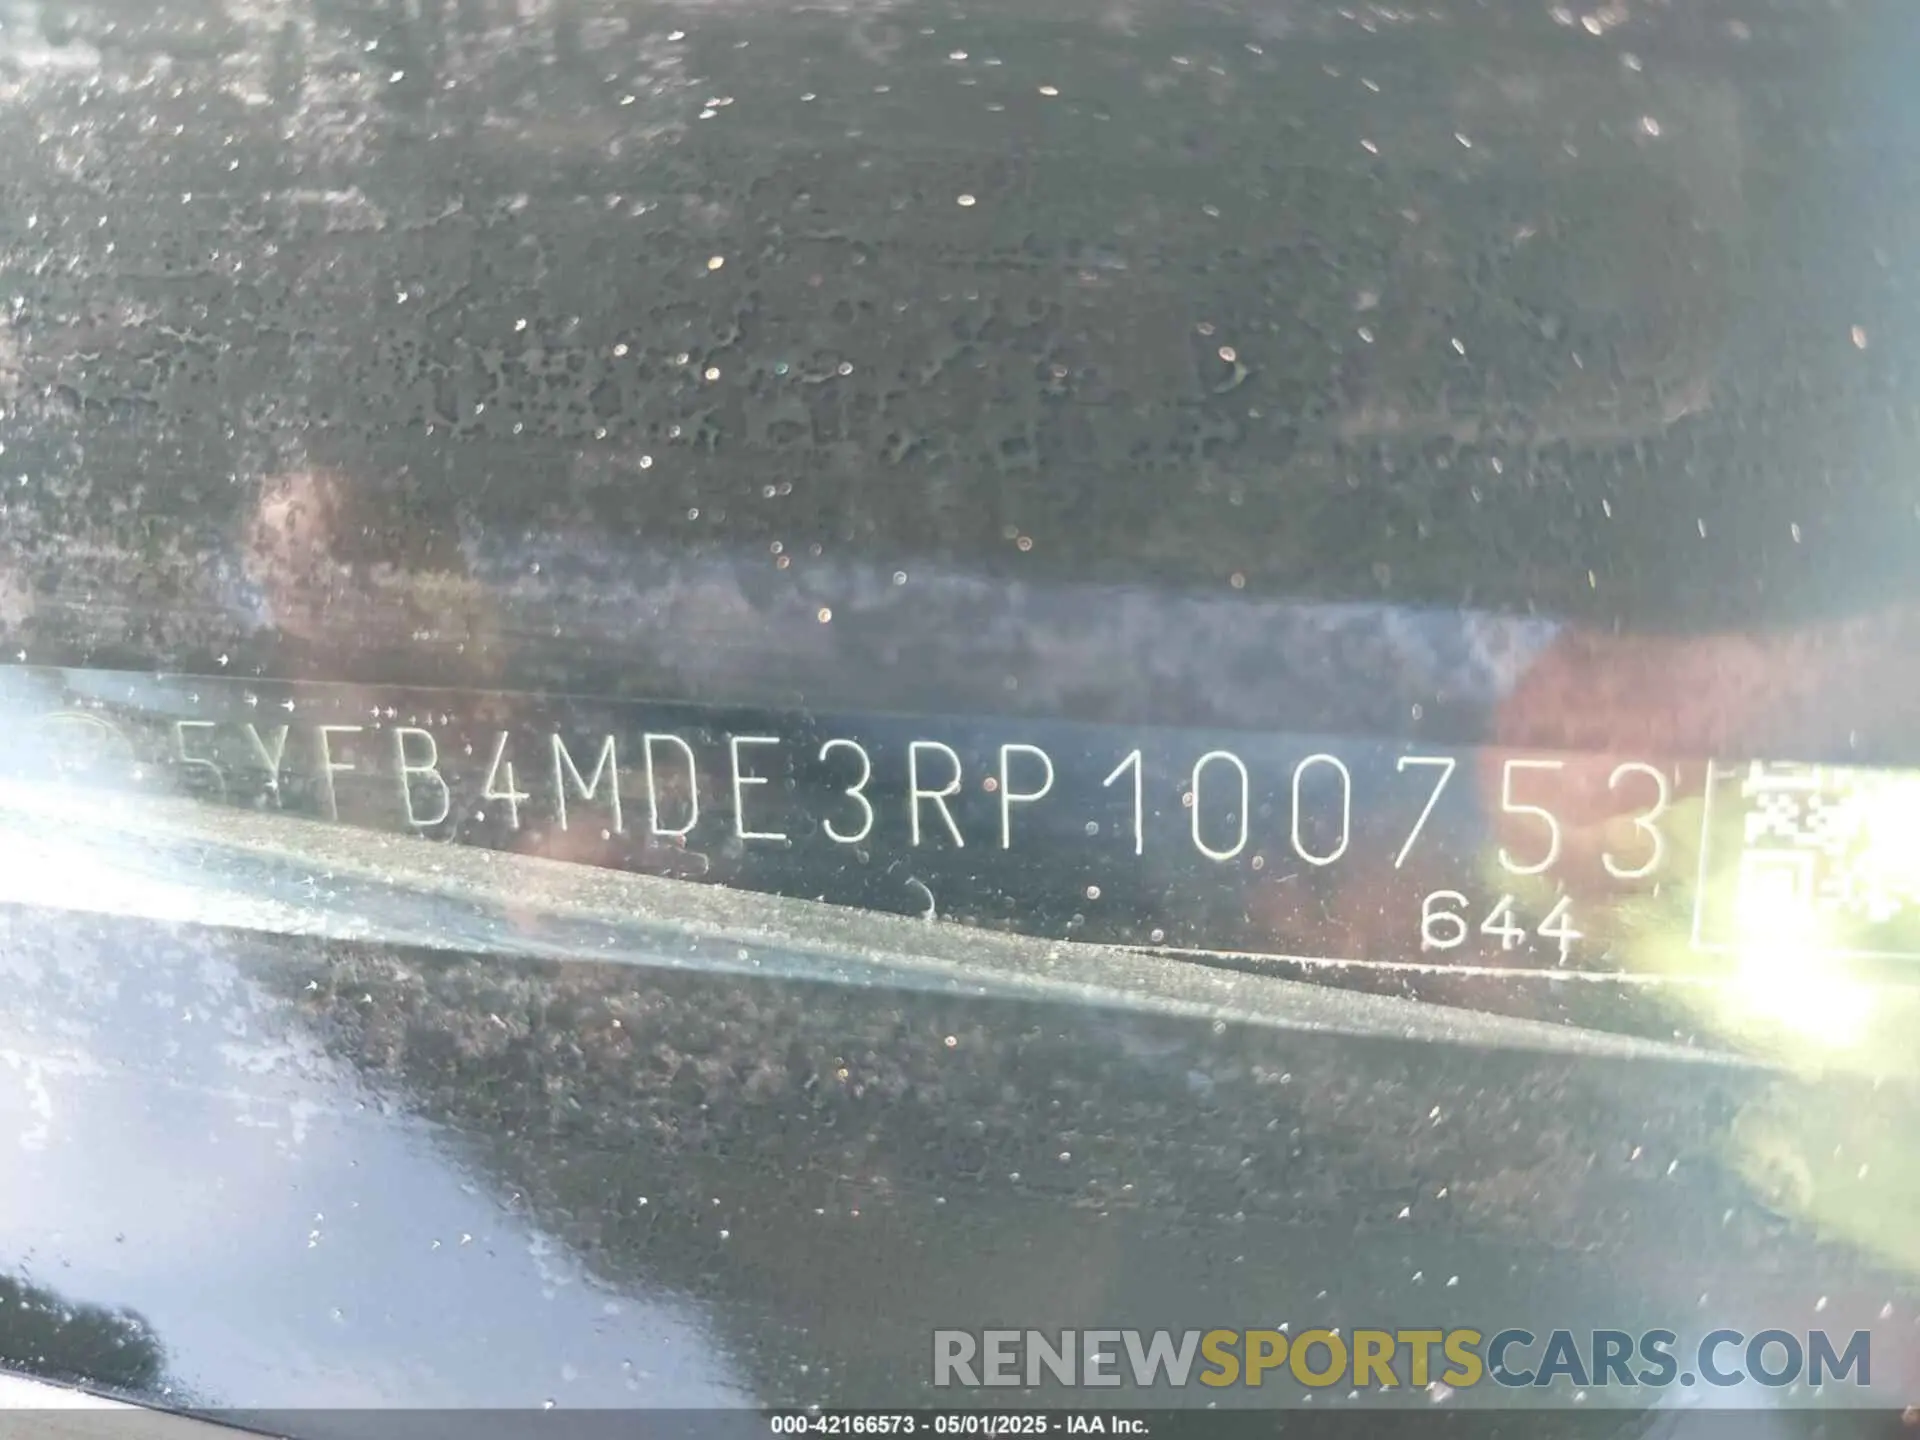 5YFB4MDE3RP100753
644
RENEWSPORTSCARS.COM
000-42166573 - 05/01/2025 - IAA Inc.